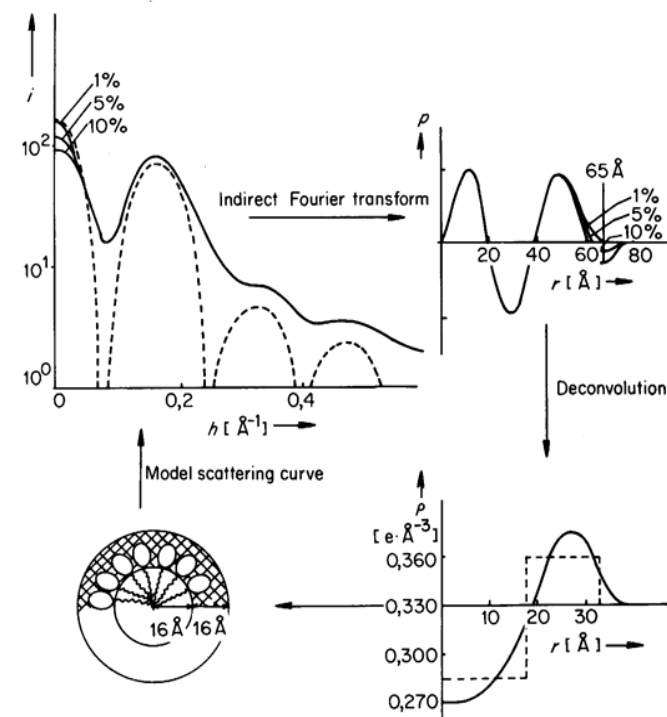 i
1%
5%
10%
10²
10¹
10⁰
0
0,2
0,4
h [ Å⁻¹]
Indirect Fourier transform
p
65 Å
1%
5%
10%
20
40
60
80
r [ Å]
Deconvolution
Model scattering curve
16Å
16Å
ρ
[ e·Å⁻³]
0,360
0,330
0,300
0,270
10
20
30
r [Å]